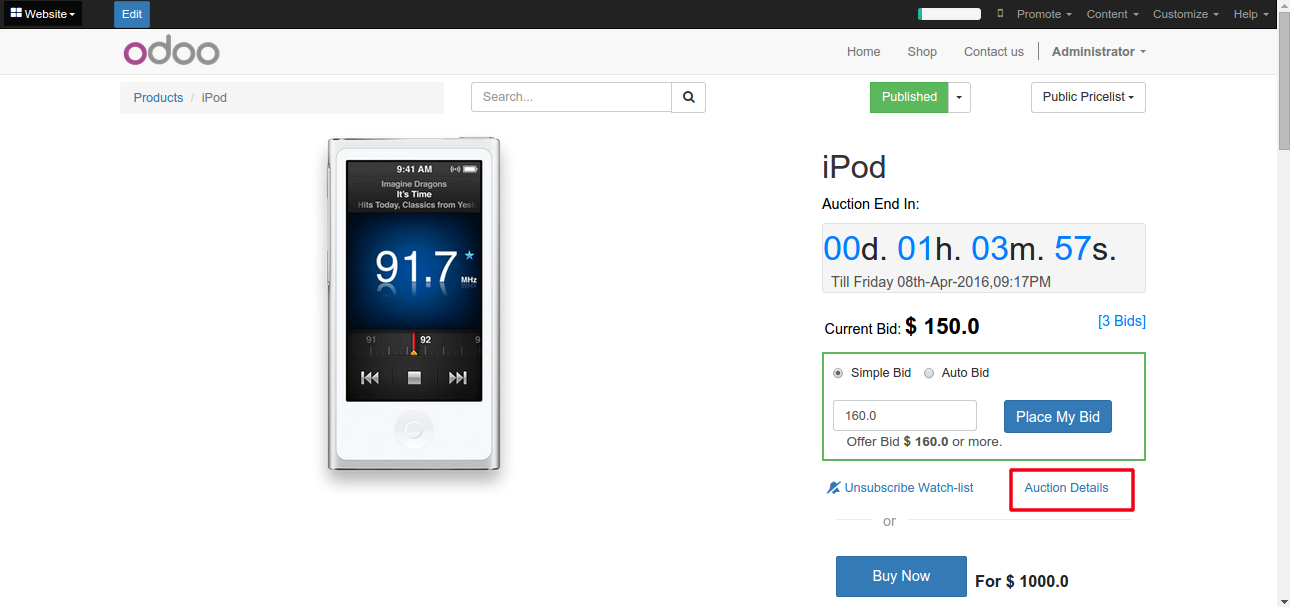 Website
Edit
Promote
Content
Customize
Help
odoo
Home
Shop
Contact us
Administrator
Products / iPod
Search...
Published
Public Pricelist
9:41 AM
Imagine Dragons
It's Time
Hits Today, Classics from Yest
91.7
MHz
91
92
9
iPod
Auction End In:
00d. 01h. 03m. 57s.
Till Friday 08th-Apr-2016,09:17PM
Current Bid: $ 150.0
[3 Bids]
Simple Bid
Auto Bid
160.0
Place My Bid
Offer Bid $ 160.0 or more.
Unsubscribe Watch-list
Auction Details
or
Buy Now
For $ 1000.0